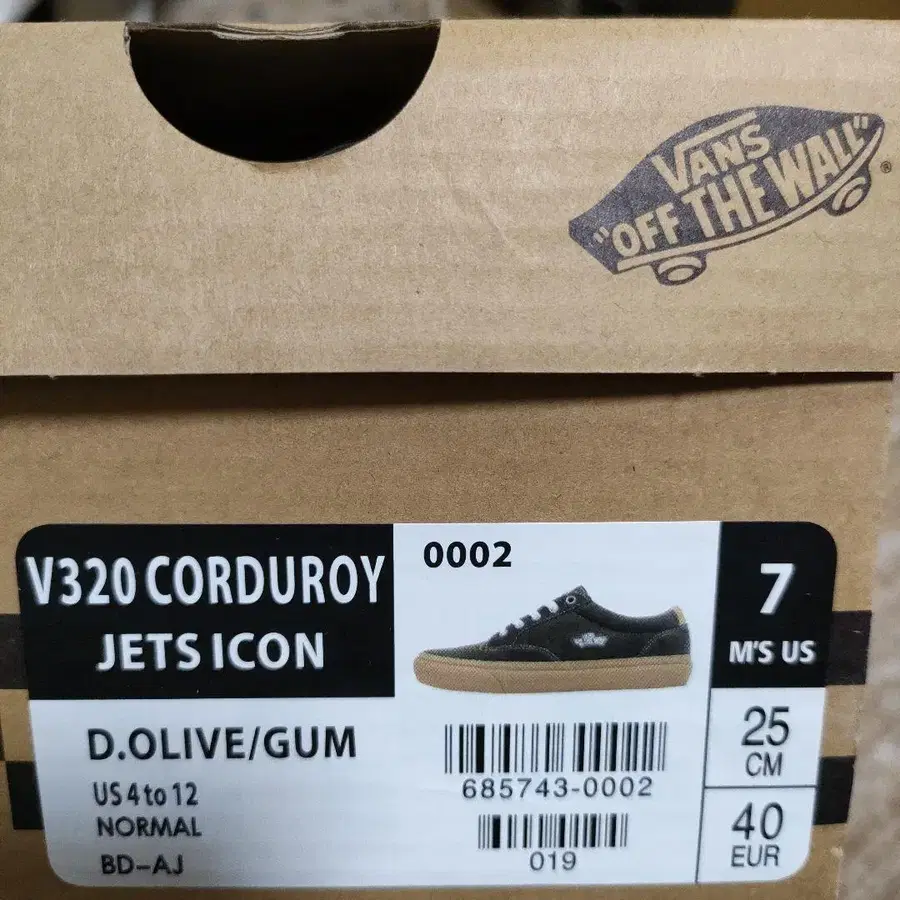 VANS
"OFF THE WALL"
®
V320 CORDUROY
JETS ICON
0002
7
M'S US
D.OLIVE/GUM
US 4 to 12
NORMAL
BD-AJ
685743-0002
019
25
CM
40
EUR